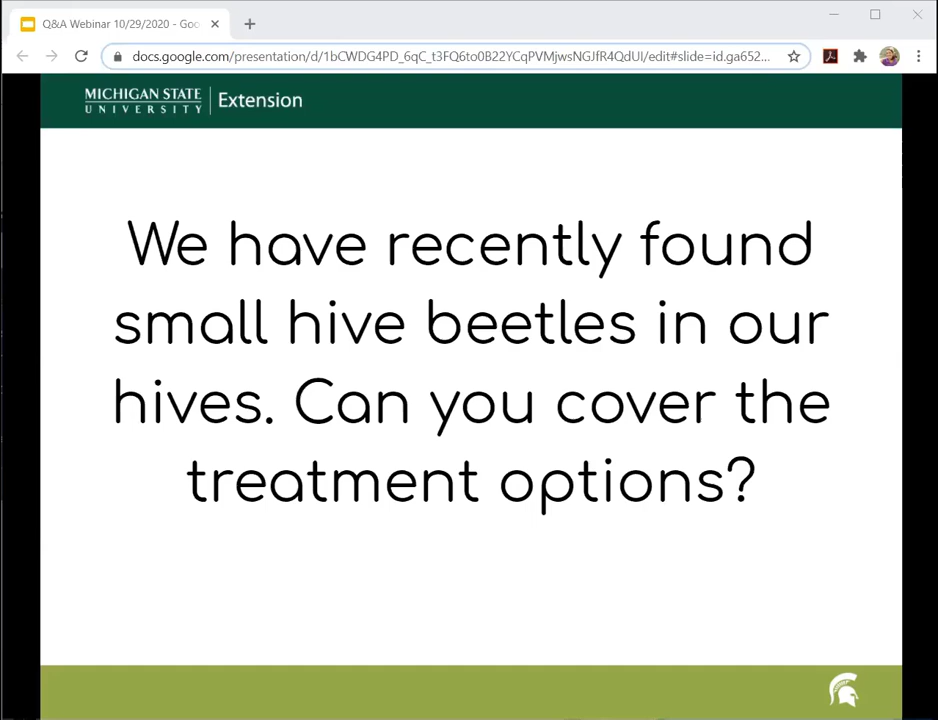 Q&A Webinar 10/29/2020 - Goo
docs.google.com/presentation/d/1bCWDG4PD_6qC_t3FQ6to0B22YCqPVMjwsNGJfR4QdUI/edit#slide=id.ga652...
MICHIGAN STATE
UNIVERSITY
Extension
We have recently found
small hive beetles in our
hives. Can you cover the
treatment options?